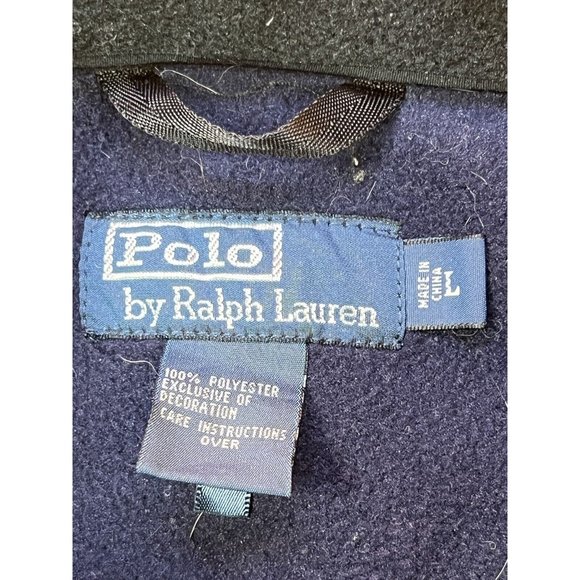 Polo
by Ralph Lauren
MADE IN
CHINA
L
100% POLYESTER
EXCLUSIVE OF
DECORATION
CARE INSTRUCTIONS
OVER